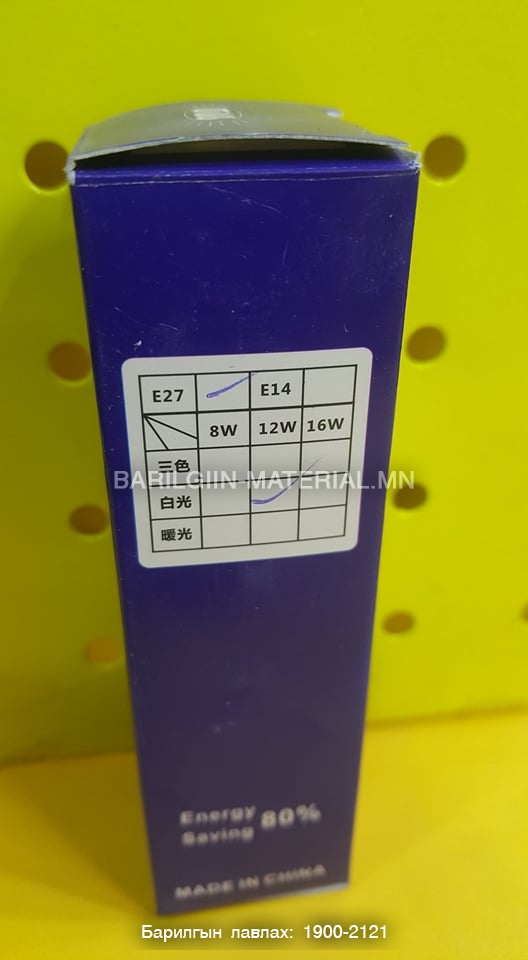 E27 E14
8W 12W 16W
三色
BARILGIIN-MATERIAL.MN
白光
暖光
Energy
Saving 80%
MADE IN CHINA
Барилгын лавлах: 1900-2121